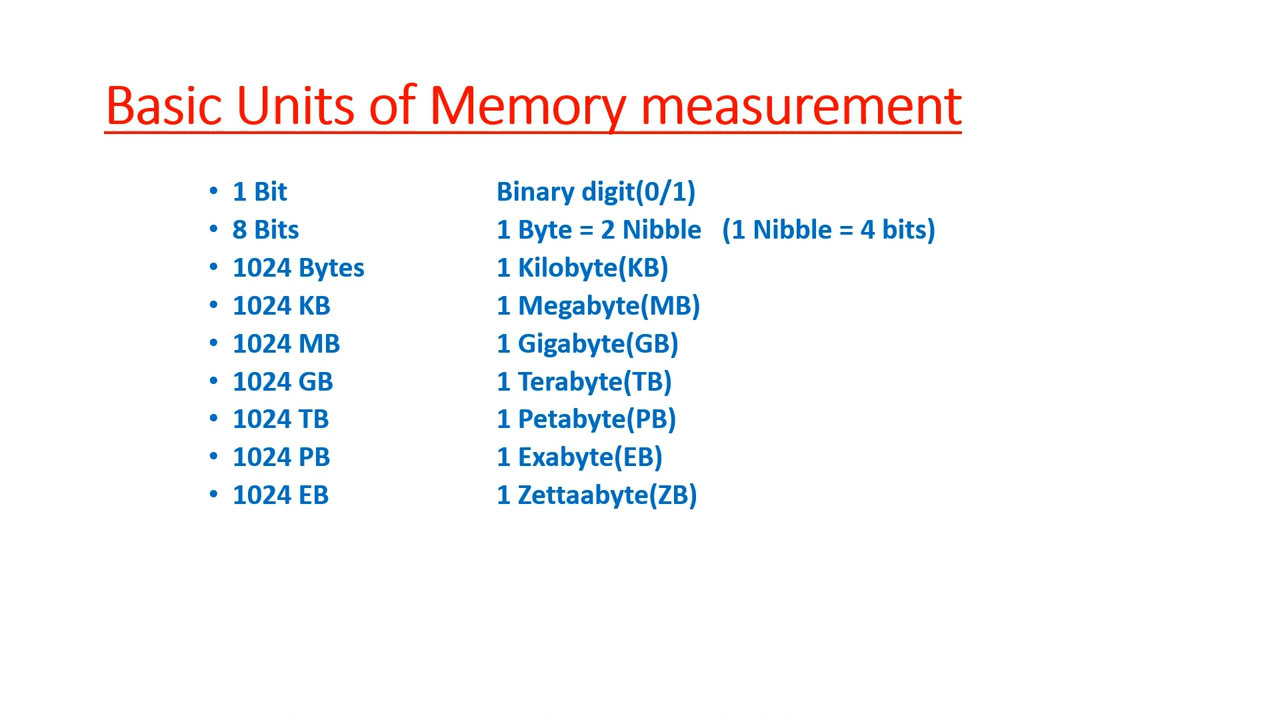 Basic Units of Memory measurement
• 1 Bit Binary digit(0/1)
• 8 Bits 1 Byte = 2 Nibble (1 Nibble = 4 bits)
• 1024 Bytes 1 Kilobyte(KB)
• 1024 KB 1 Megabyte(MB)
• 1024 MB 1 Gigabyte(GB)
• 1024 GB 1 Terabyte(TB)
• 1024 TB 1 Petabyte(PB)
• 1024 PB 1 Exabyte(EB)
• 1024 EB 1 Zettaabyte(ZB)